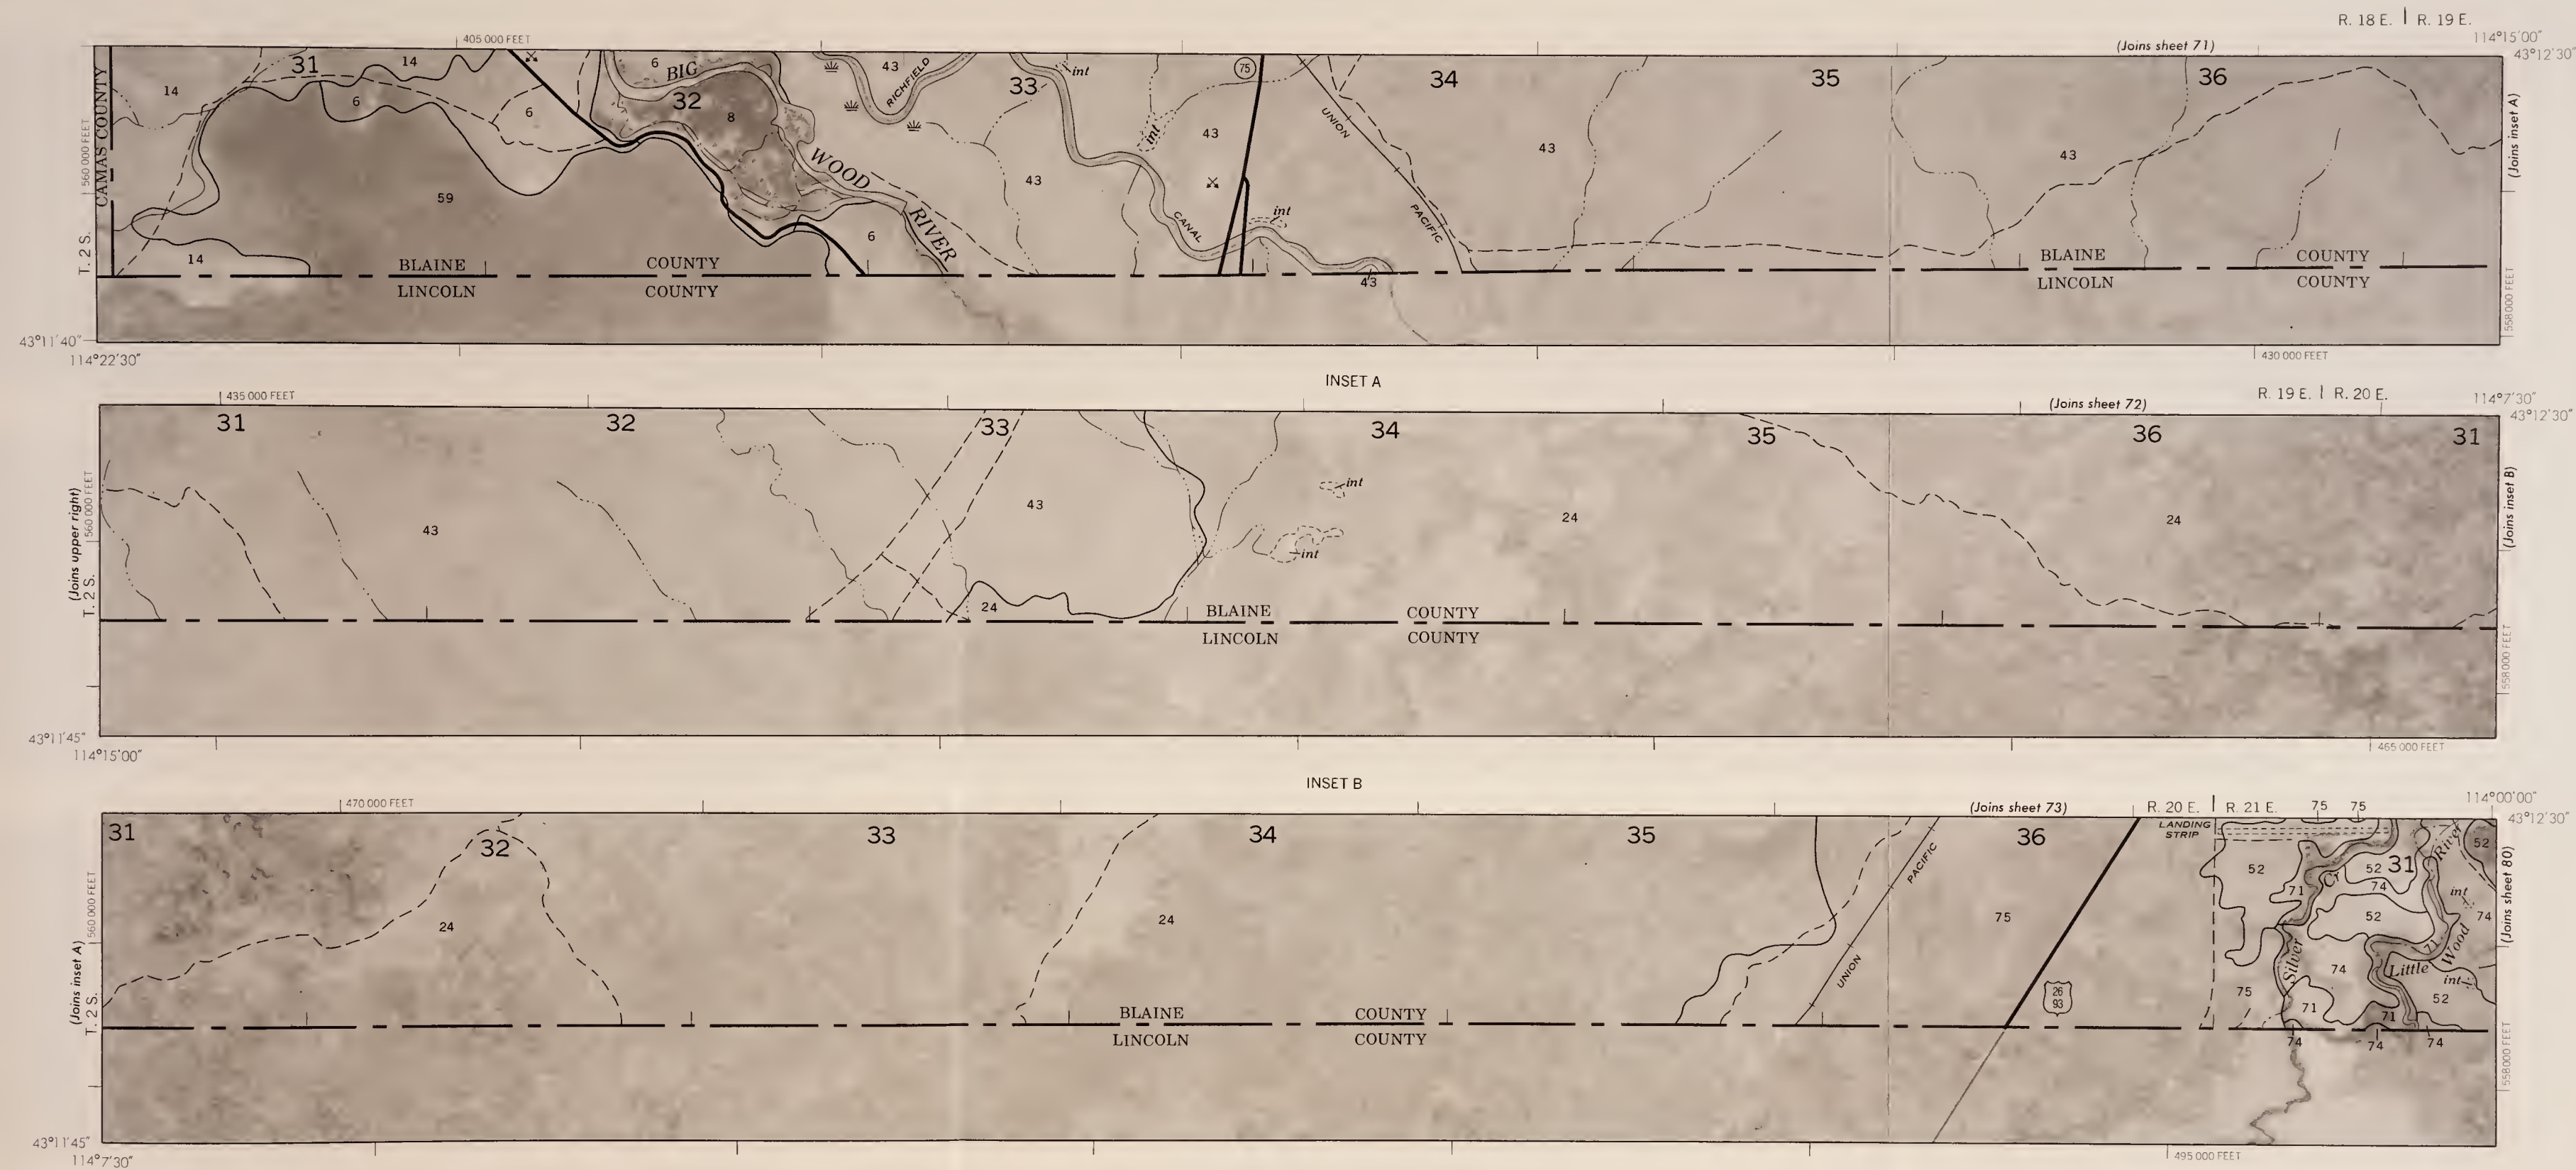 R. 18 E. | R. 19 E.
405 000 FEET
(Joins sheet 71)
114°15'00"
43°12'30"
CAMAS COUNTY
560 000 FEET
T. 2 S.
31
14
14
6
6
59
14
6
BIG
32
8
WOOD
RIVER
6
43
RICHFIELD
33
int
43
int
43
75
CANAL
int
UNION
PACIFIC
34
43
35
43
36
43
(Joins inset A)
BLAINE COUNTY
LINCOLN COUNTY
BLAINE COUNTY
LINCOLN COUNTY
558 000 FEET
43°11'40"
114°22'30"
430 000 FEET
INSET A
435 000 FEET
(Joins sheet 72)
R. 19 E. | R. 20 E.
114°7'30"
43°12'30"
31
32
33
34
35
36
31
(Joins upper right)
560 000 FEET
T. 2 S.
43
43
int
int
24
24
24
(Joins inset B)
BLAINE COUNTY
LINCOLN COUNTY
558 000 FEET
43°11'45"
114°15'00"
465 000 FEET
INSET B
470 000 FEET
(Joins sheet 73)
R. 20 E. | R. 21 E.
75
75
114°00'00"
43°12'30"
31
32
33
34
35
36
LANDING
STRIP
31
52
52
52
River
71
Cr
74
int
52
74
24
24
75
PACIFIC
UNION
26
93
Silver
71
Wood
74
Little
int
75
52
71
71
(Joins inset A)
560 000 FEET
T. 2 S.
(Joins sheet 80)
BLAINE COUNTY
LINCOLN COUNTY
74
74
74
558 000 FEET
43°11'45"
114°7'30"
495 000 FEET